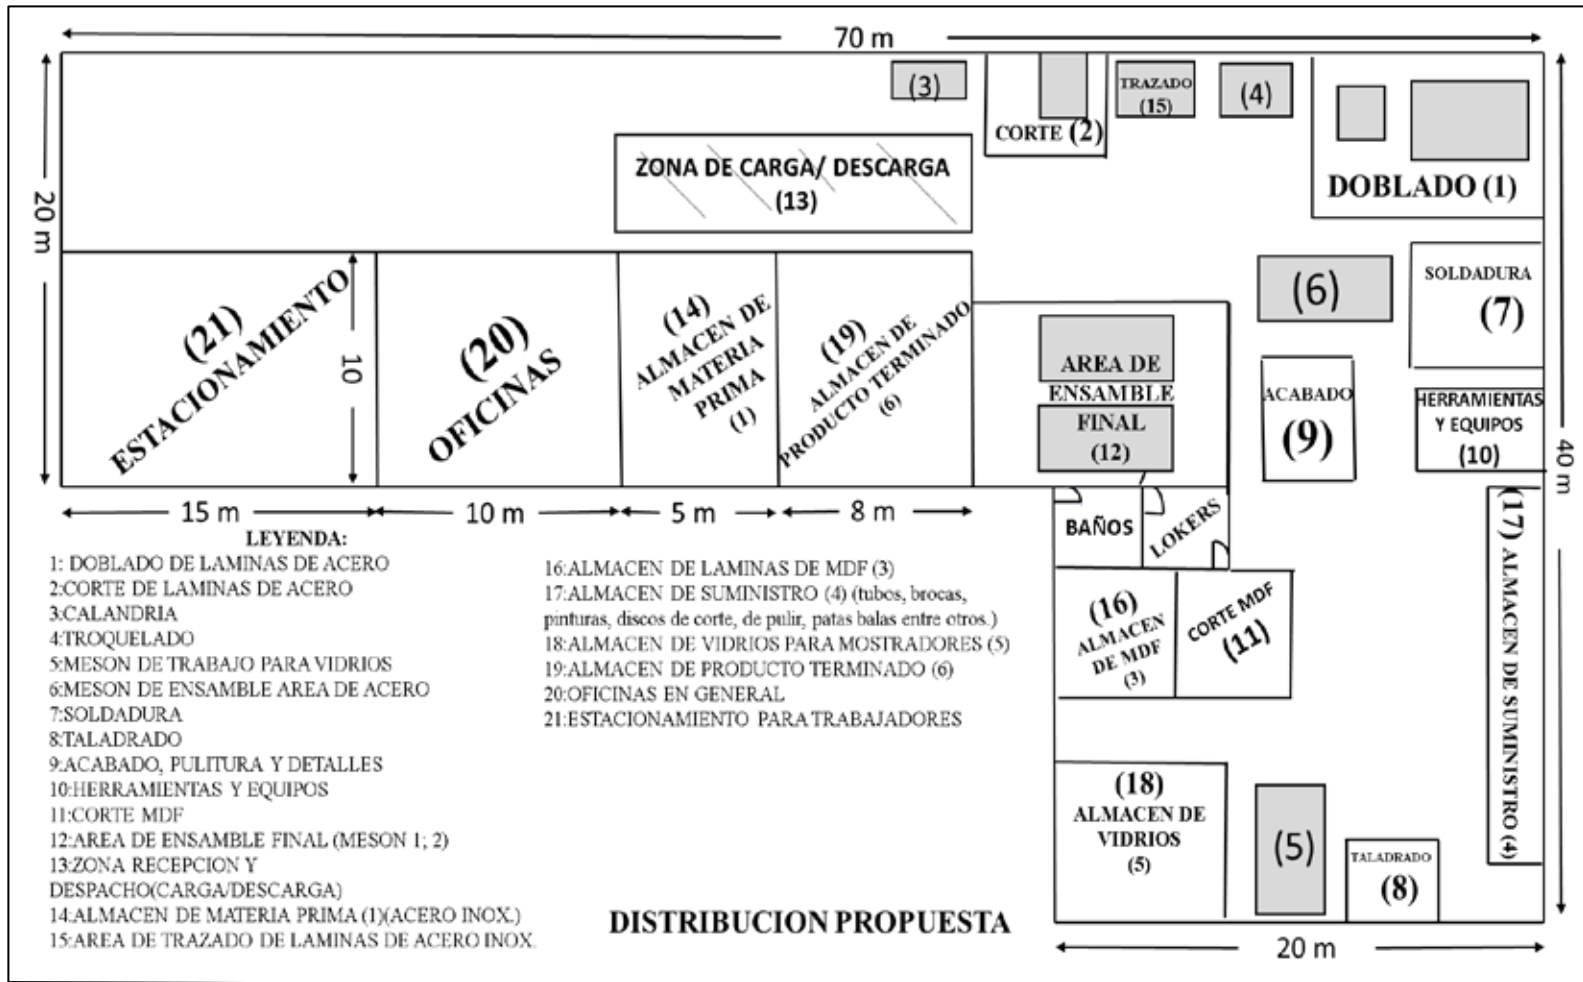 70 m
(3)
CORTE (2)
TRAZADO
(15)
(4)
DOBLADO (1)
ZONA DE CARGA/ DESCARGA
(13)
20 m
(21)
ESTACIONAMIENTO
10
(20)
OFICINAS
(14)
ALMACEN DE
MATERIA
PRIMA
(1)
(19)
ALMACEN DE
PRODUCTO TERMINADO
(6)
AREA DE
ENSAMBLE
FINAL
(12)
(6)
SOLDADURA
(7)
ACABADO
(9)
HERRAMIENTAS
Y EQUIPOS
(10)
40 m
15 m
10 m
5 m
8 m
BAÑOS
LOKERS
(16)
ALMACEN
DE MDF
(3)
CORTE MDF
(11)
(17) ALMACEN DE SUMINISTRO (4)
(18)
ALMACEN DE
VIDRIOS
(5)
(5)
TALADRADO
(8)
20 m
LEYENDA:
1: DOBLADO DE LAMINAS DE ACERO
2:CORTE DE LAMINAS DE ACERO
3:CALANDRIA
4:TROQUELADO
5:MESON DE TRABAJO PARA VIDRIOS
6:MESON DE ENSAMBLE AREA DE ACERO
7:SOLDADURA
8:TALADRADO
9:ACABADO, PULITURA Y DETALLES
10:HERRAMIENTAS Y EQUIPOS
11:CORTE MDF
12:AREA DE ENSAMBLE FINAL (MESON 1; 2)
13:ZONA RECEPCION Y
DESPACHO(CARGA/DESCARGA)
14:ALMACEN DE MATERIA PRIMA (1)(ACERO INOX.)
15:AREA DE TRAZADO DE LAMINAS DE ACERO INOX.
16:ALMACEN DE LAMINAS DE MDF (3)
17:ALMACEN DE SUMINISTRO (4) (tubos, brocas,
pinturas, discos de corte, de pulir, patas balas entre otros.)
18:ALMACEN DE VIDRIOS PARA MOSTRADORES (5)
19:ALMACEN DE PRODUCTO TERMINADO (6)
20:OFICINAS EN GENERAL
21:ESTACIONAMIENTO PARA TRABAJADORES
DISTRIBUCION PROPUESTA